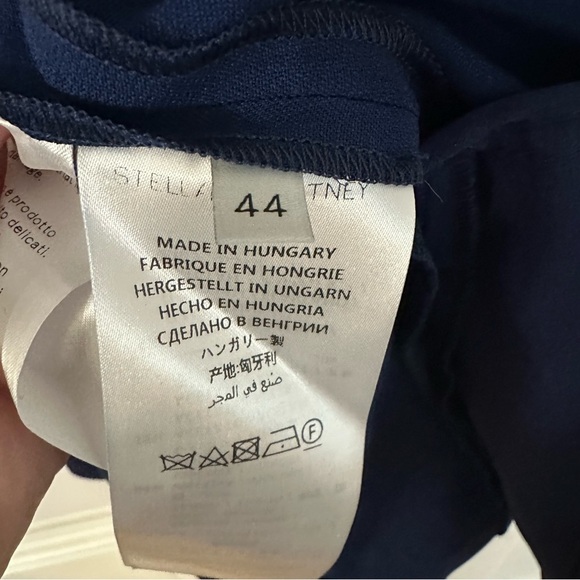 STELLA
TNEY
44
MADE IN HUNGARY
FABRIQUE EN HONGRIE
HERGESTELLT IN UNGARN
HECHO EN HUNGRIA
СДЕЛАНО В ВЕНГРИИ
ハンガリー製
产地:匈牙利
صنع في المجر
F
prodotto
delicati.